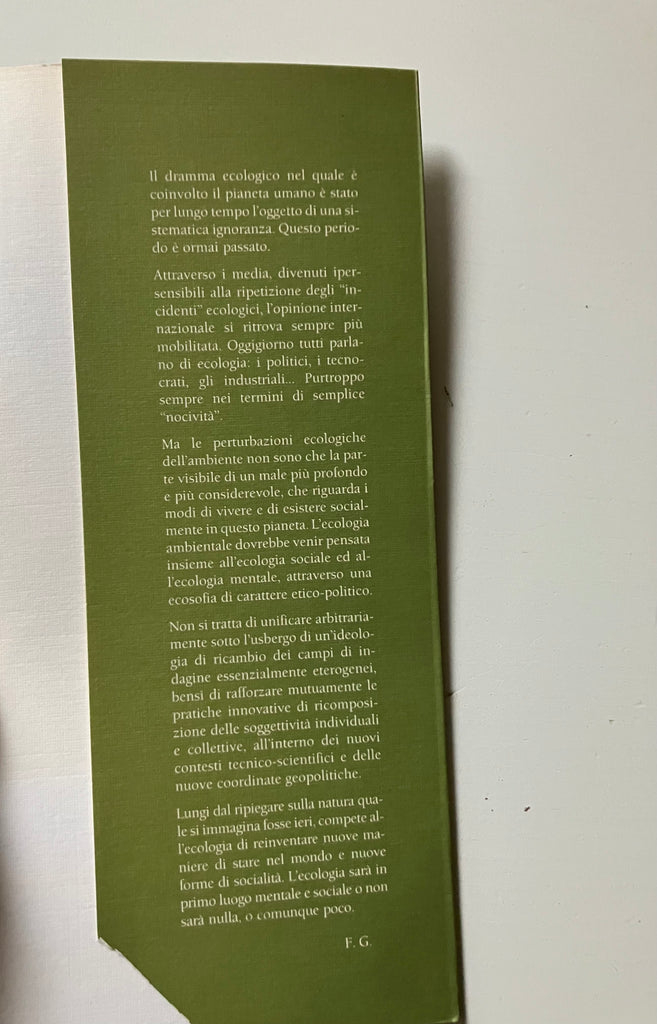 Il dramma ecologico nel quale è
coinvolto il pianeta umano è stato
per lungo tempo l'oggetto di una si-
stematica ignoranza. Questo perio-
do è ormai passato.
Attraverso i media, divenuti iper-
sensibili alla ripetizione degli "in-
cidenti" ecologici, l'opinione inter-
nazionale si ritrova sempre più
mobilitata. Oggigiorno tutti parla-
no di ecologia: i politici, i tecno-
crati, gli industriali... Purtroppo
sempre nei termini di semplice
"nocività".
Ma le perturbazioni ecologiche
dell'ambiente non sono che la par-
te visibile di un male più profondo
e più considerevole, che riguarda i
modi di vivere e di esistere social-
mente in questo pianeta. L'ecologia
ambientale dovrebbe venir pensata
insieme all'ecologia sociale ed al-
l'ecologia mentale, attraverso una
ecosofia di carattere etico-politico.
Non si tratta di unificare arbitraria-
mente sotto l'usbergo di un'ideolo-
gia di ricambio dei campi di in-
dagine essenzialmente eterogenei,
bensì di rafforzare mutuamente le
pratiche innovative di ricomposi-
zione delle soggettività individuali
e collettive, all'interno dei nuovi
contesti tecnico-scientifici e delle
nuove coordinate geopolitiche.
Lungi dal ripiegare sulla natura qua-
le si immagina fosse ieri, compete al-
l'ecologia di reinventare nuove ma-
niere di stare nel mondo e nuove
forme di socialità. L'ecologia sarà in
primo luogo mentale e sociale o non
sarà nulla, o comunque poco.
F. G.